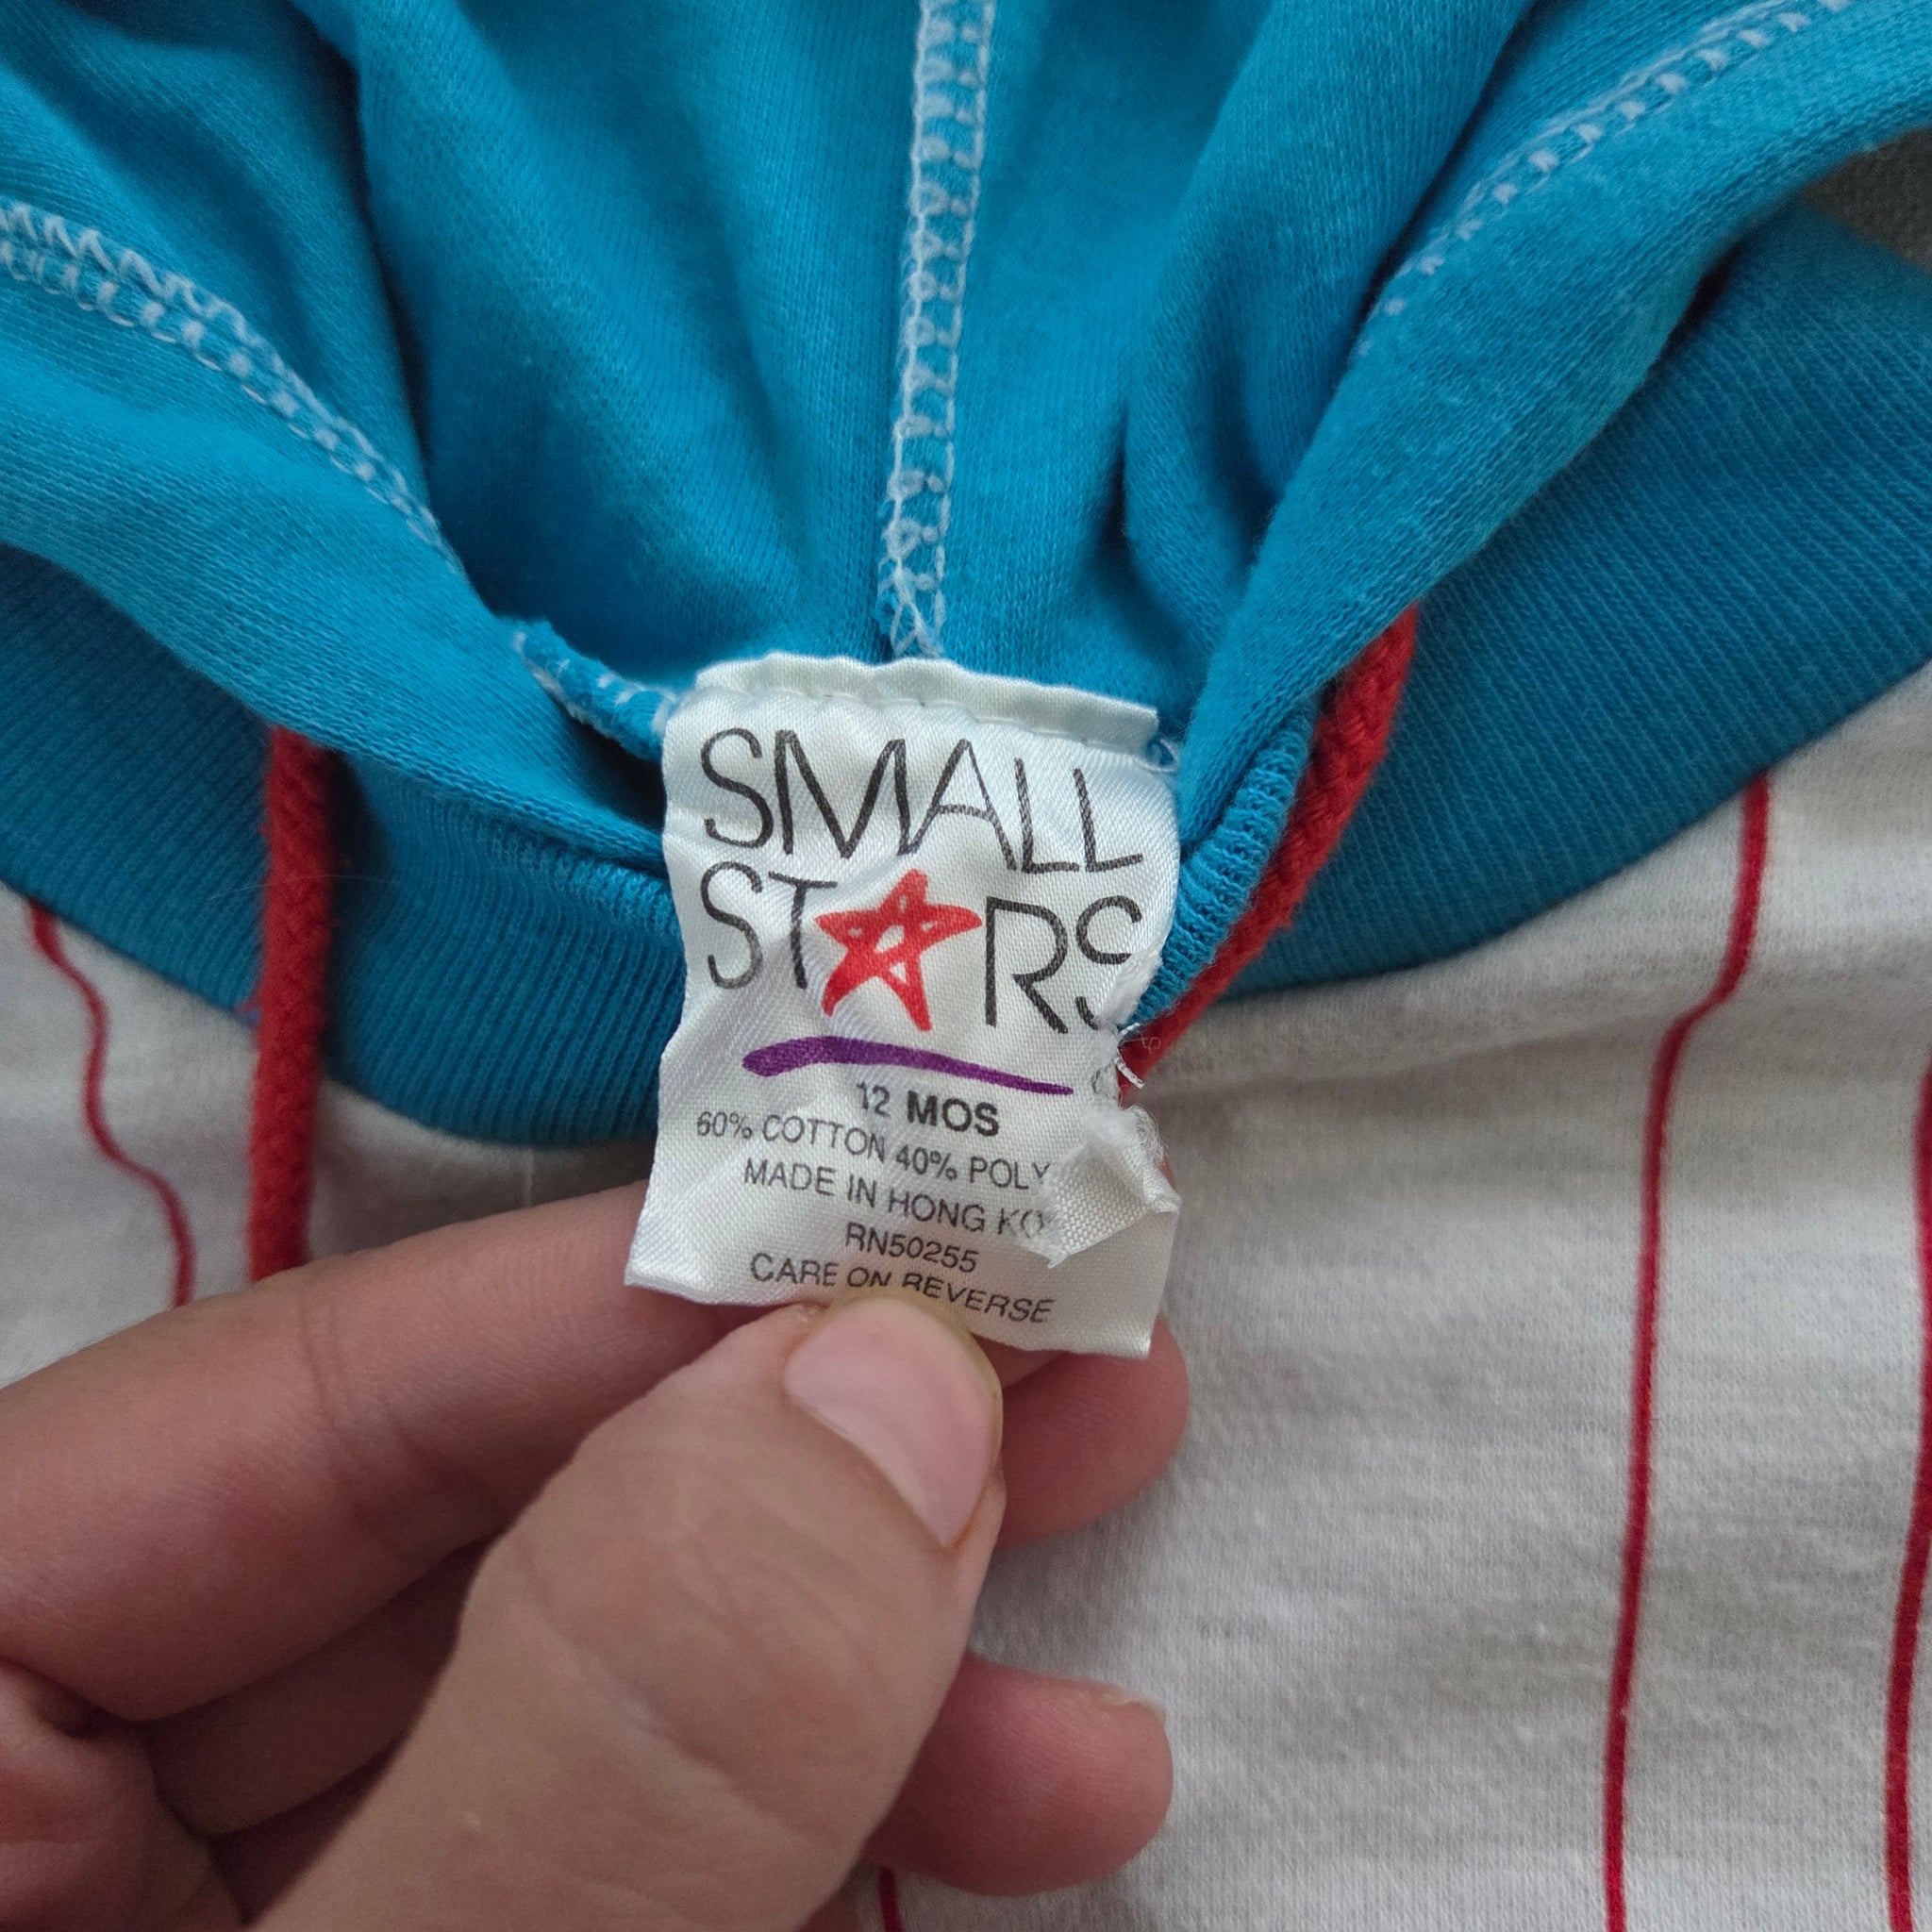 SMALL
STARS
12 MOS
60% COTTON 40% POLY
MADE IN HONG KO
RN50255
CARE ON REVERSE